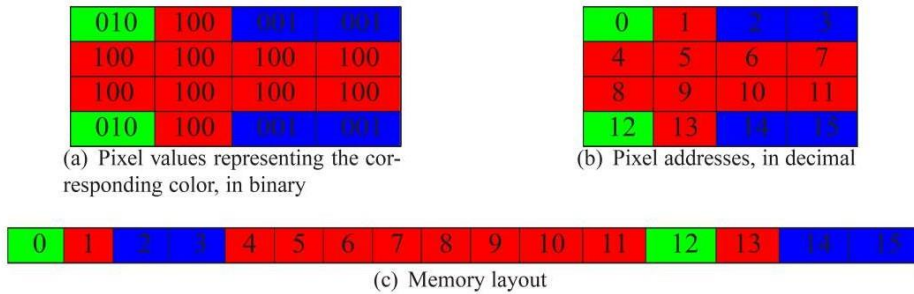 010 100 001 001
100 100 100 100
100 100 100 100
010 100 001 001
(a) Pixel values representing the cor-
responding color, in binary
0 1 2 3
4 5 6 7
8 9 10 11
12 13 14 15
(b) Pixel addresses, in decimal
0 1 2 3 4 5 6 7 8 9 10 11 12 13 14 15
(c) Memory layout